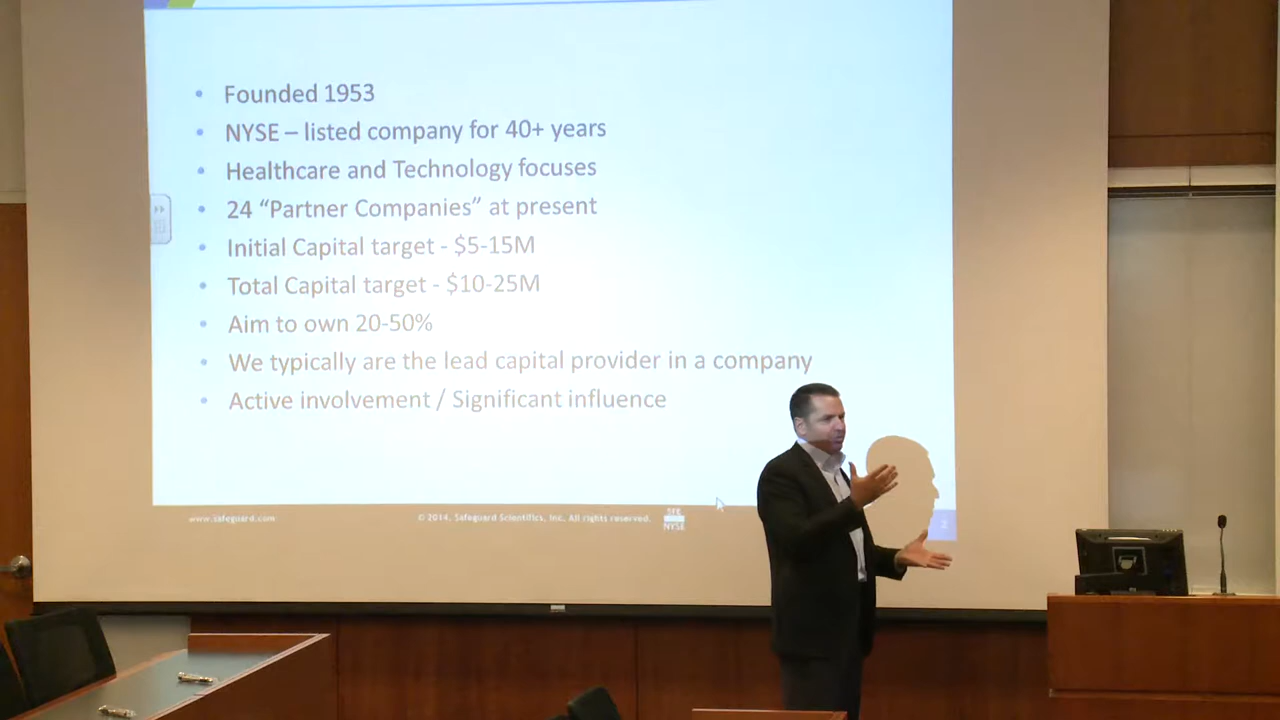 Founded 1953
NYSE – listed company for 40+ years
Healthcare and Technology focuses
24 “Partner Companies” at present
Initial Capital target - $5-15M
Total Capital target - $10-25M
Aim to own 20-50%
We typically are the lead capital provider in a company
Active involvement / Significant influence
www.safeguard.com
© 2014. Safeguard Scientifics, Inc. All rights reserved.
SFE
NYSE
2